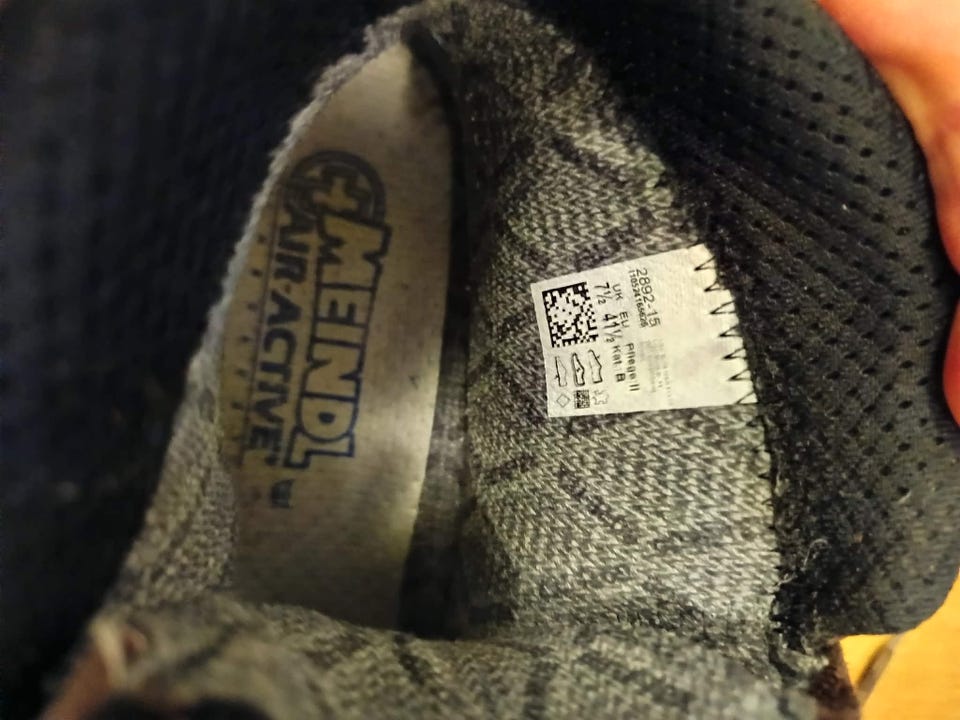 MEINDL
AIR-ACTIVE
2892-15
UK EU Pflege II
7½ 41½ Kat: B